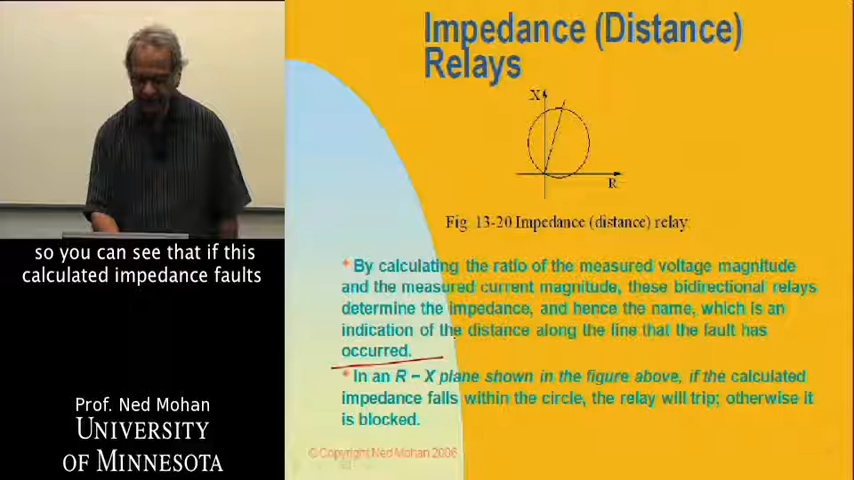 Impedance (Distance)
Relays
X
R
Fig 13-20 Impedance (distance) relay
* By calculating the ratio of the measured voltage magnitude
and the measured current magnitude, these bidirectional relays
determine the impedance, and hence the name, which is an
indication of the distance along the line that the fault has
occurred.
* In an R – X plane shown in the figure above, if the calculated
impedance falls within the circle, the relay will trip; otherwise it
is blocked.
© Copyright Ned Mohan 2006
so you can see that if this
calculated impedance faults
Prof. Ned Mohan
UNIVERSITY
OF MINNESOTA